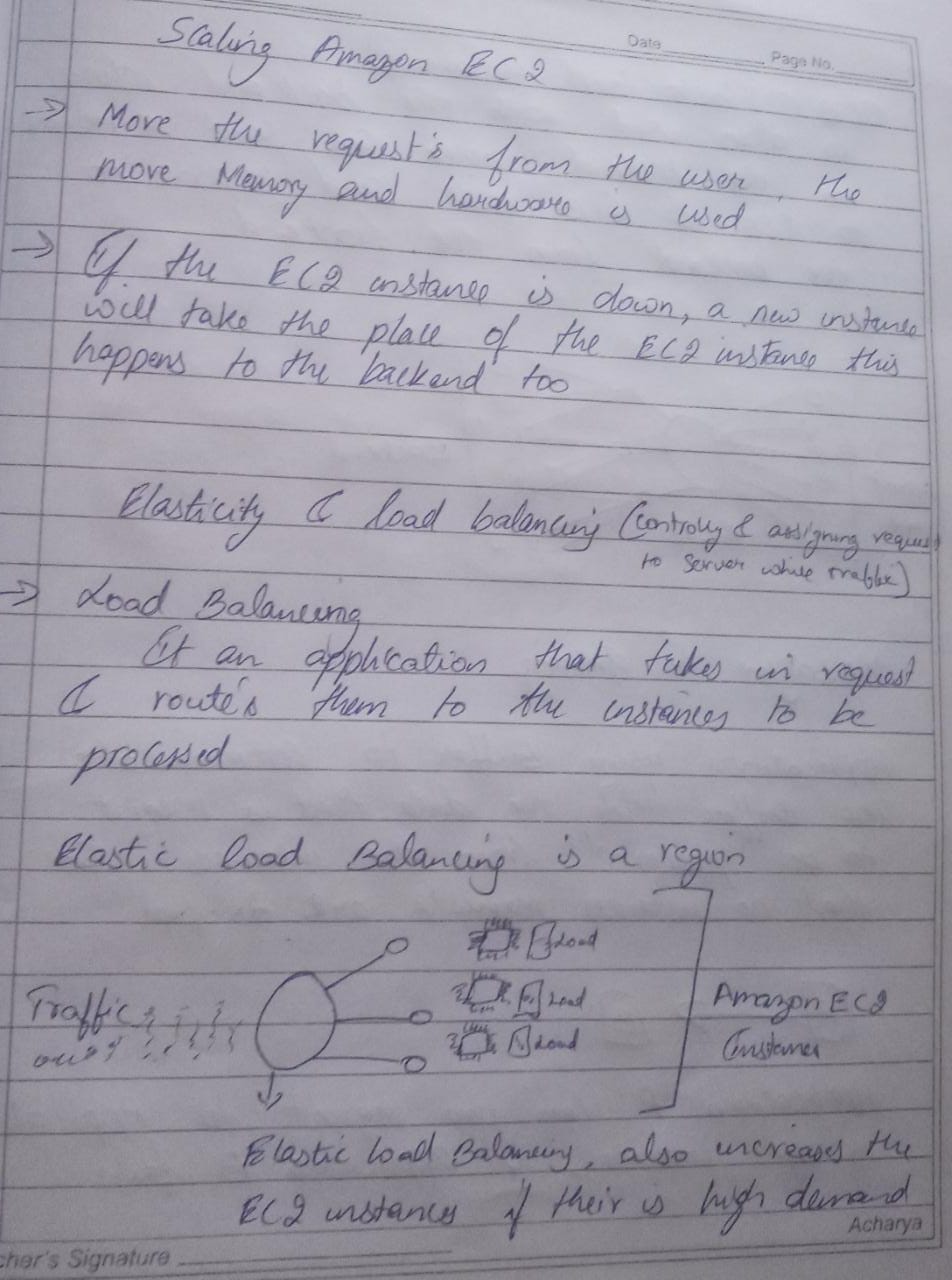 Date
Page No.
Scaling Amazon EC2
→ Move the request's from the user, the
move Memory and hardware is used
→ If the EC2 instance is down, a new instance
will take the place of the EC2 instance this
happens to the backend too
Elasticity & load balancing (controlly & assigning request
to server while traffic)
→ Load Balancing
It an application that takes in request
& route's them to the instances to be
processed
Elastic load Balancing is a region
Load
Traffic
Load
Amazon EC2
Load
Instance
Elastic load Balancing, also increases the
EC2 instances if their is high demand
Acharya
cher's Signature